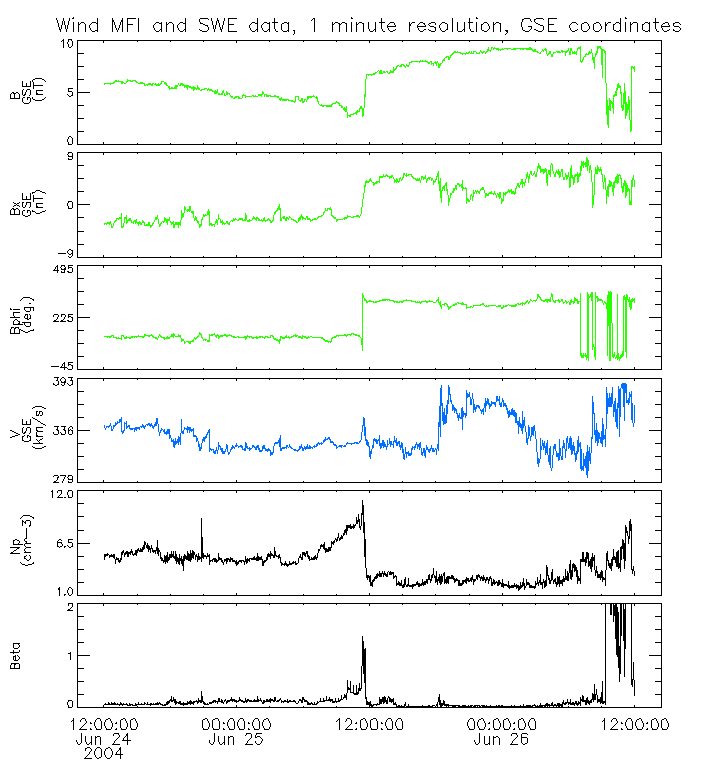 Wind MFI and SWE data, 1 minute resolution, GSE coordinates
10
5
0
B
GSE
(nT)
9
0
-9
Bx
GSE
(nT)
495
225
-45
Bphi
(deg.)
393
336
279
V
GSE
(km/s)
12.0
6.5
1.0
Np
(cm-3)
2
1
0
Beta
12:00:00 00:00:00 12:00:00 00:00:00 12:00:00
Jun 24 Jun 25 Jun 26
2004